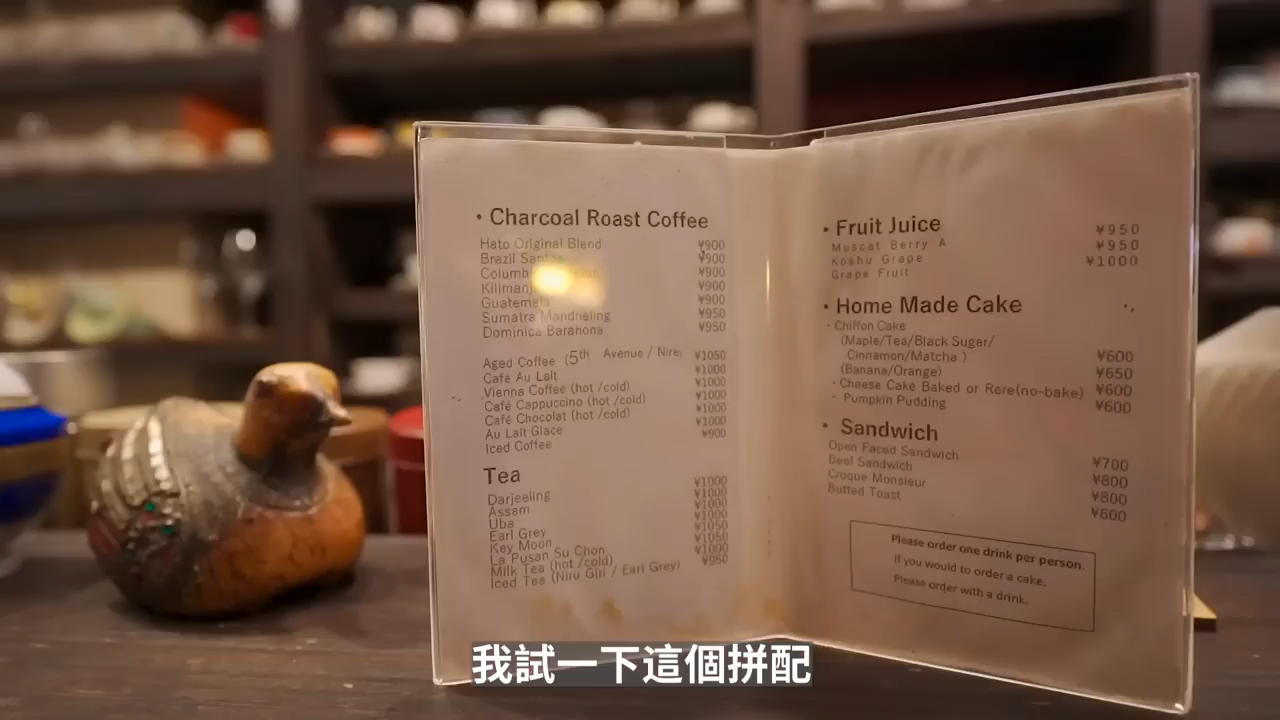 • Charcoal Roast Coffee
Hato Original Blend ¥900
Brazil Santos ¥900
Columb ¥900
Kilimanj ¥900
Guatemala ¥900
Sumatra Mandheling ¥950
Dominica Barahona ¥950
Aged Coffee (5th Avenue / Nire) ¥1050
Café Au Lait ¥1000
Vienna Coffee (hot /cold) ¥1000
Café Cappuccino (hot /cold) ¥1000
Café Chocolat (hot /cold) ¥1000
Au Lait Glace ¥1000
Iced Coffee ¥900
Tea
Darjeeling ¥1000
Assam ¥1000
Uba ¥1000
Earl Grey ¥1000
Key Moon ¥1050
La Pusan Su Chon ¥1050
Milk Tea (hot /cold) ¥1000
Iced Tea (Niru Giri / Earl Grey) ¥950
• Fruit Juice
Muscat Berry A ¥950
Koshu Grape ¥950
Grape Fruit ¥1000
• Home Made Cake
· Chiffon Cake
(Maple/Tea/Black Sugar/
Cinnamon/Matcha ) ¥600
(Banana/Orange) ¥650
· Cheese Cake Baked or Rere(no-bake) ¥600
· Pumpkin Pudding ¥600
• Sandwich
Open Faced Sandwich ¥700
Beef Sandwich ¥800
Croque Monsieur ¥800
Butted Toast ¥600
Please order one drink per person.
If you would to order a cake,
Please order with a drink.
我試一下這個拼配